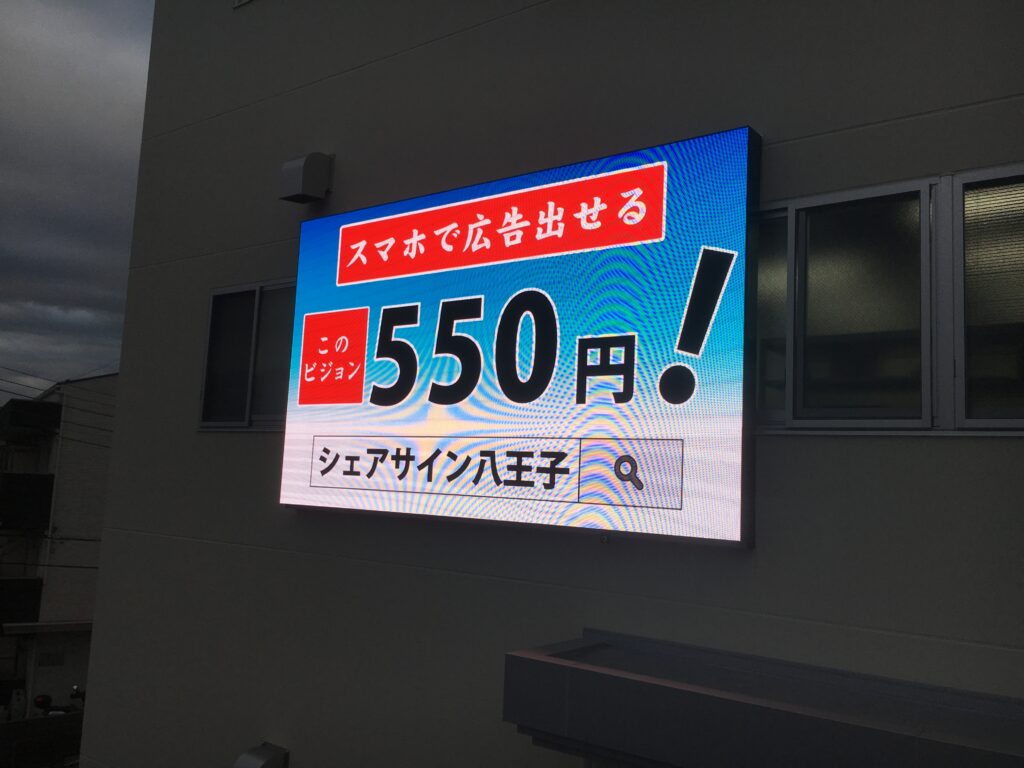 スマホで広告出せる
この
ビジョン
550円!
シェアサイン八王子